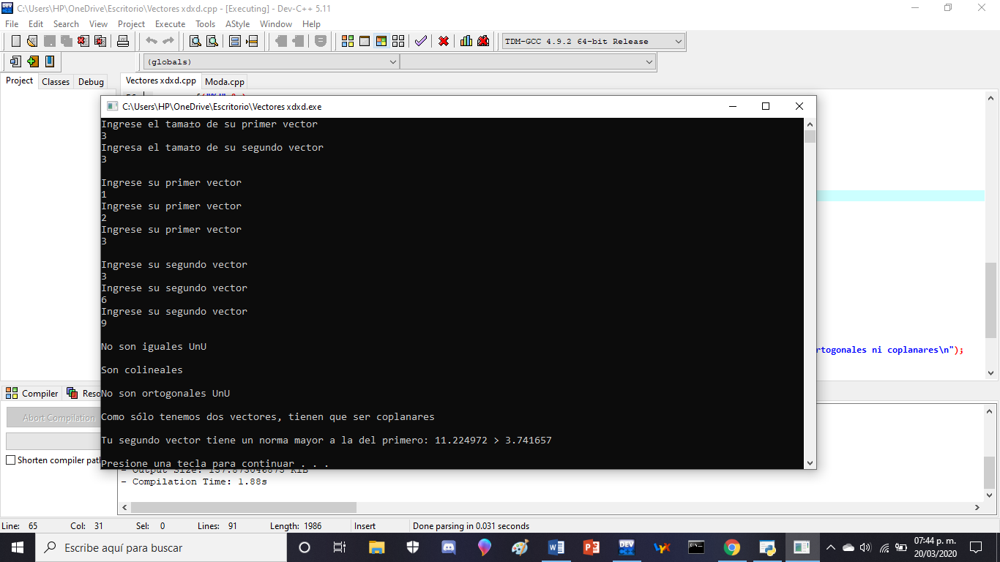 C:\Users\HP\OneDrive\Escritorio\Vectores xdxd.cpp - [Executing] - Dev-C++ 5.11
File Edit Search View Project Execute Tools AStyle Window Help
TDM-GCC 4.9.2 64-bit Release
(globals)
Project Classes Debug
Vectores xdxd.cpp Moda.cpp
C:\Users\HP\OneDrive\Escritorio\Vectores xdxd.exe
Ingrese el tama±o de su primer vector
3
Ingresa el tama±o de su segundo vector
3
Ingrese su primer vector
1
Ingrese su primer vector
2
Ingrese su primer vector
3
Ingrese su segundo vector
3
Ingrese su segundo vector
6
Ingrese su segundo vector
9
No son iguales UnU
Son colineales
rtogonales ni coplanares\n");
No son ortogonales UnU
Como sólo tenemos dos vectores, tienen que ser coplanares
Tu segundo vector tiene un norma mayor a la del primero: 11.224972 > 3.741657
Presione una tecla para continuar . . .
Compiler Reso
Abort Compilation
Shorten compiler path
- Output Size: 157.875046875 KiB
- Compilation Time: 1.88s
Line: 65 Col: 31 Sel: 0 Lines: 91 Length: 1986 Insert Done parsing in 0.031 seconds
Escribe aquí para buscar
07:44 p. m.
20/03/2020